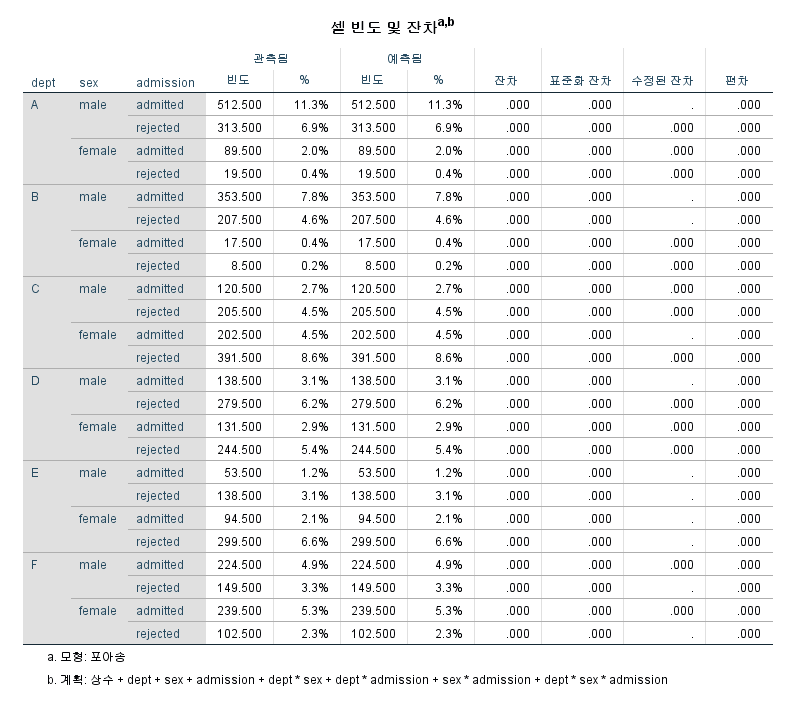 셀 빈도 및 잔차a,b
관측됨 예측됨
dept sex admission 빈도 % 빈도 % 잔차 표준화 잔차 수정된 잔차 편차
A male admitted 512.500 11.3% 512.500 11.3% .000 .000 . .000
rejected 313.500 6.9% 313.500 6.9% .000 .000 .000 .000
female admitted 89.500 2.0% 89.500 2.0% .000 .000 .000 .000
rejected 19.500 0.4% 19.500 0.4% .000 .000 .000 .000
B male admitted 353.500 7.8% 353.500 7.8% .000 .000 . .000
rejected 207.500 4.6% 207.500 4.6% .000 .000 . .000
female admitted 17.500 0.4% 17.500 0.4% .000 .000 .000 .000
rejected 8.500 0.2% 8.500 0.2% .000 .000 .000 .000
C male admitted 120.500 2.7% 120.500 2.7% .000 .000 .000 .000
rejected 205.500 4.5% 205.500 4.5% .000 .000 .000 .000
female admitted 202.500 4.5% 202.500 4.5% .000 .000 . .000
rejected 391.500 8.6% 391.500 8.6% .000 .000 .000 .000
D male admitted 138.500 3.1% 138.500 3.1% .000 .000 . .000
rejected 279.500 6.2% 279.500 6.2% .000 .000 .000 .000
female admitted 131.500 2.9% 131.500 2.9% .000 .000 .000 .000
rejected 244.500 5.4% 244.500 5.4% .000 .000 .000 .000
E male admitted 53.500 1.2% 53.500 1.2% .000 .000 . .000
rejected 138.500 3.1% 138.500 3.1% .000 .000 . .000
female admitted 94.500 2.1% 94.500 2.1% .000 .000 . .000
rejected 299.500 6.6% 299.500 6.6% .000 .000 . .000
F male admitted 224.500 4.9% 224.500 4.9% .000 .000 .000 .000
rejected 149.500 3.3% 149.500 3.3% .000 .000 . .000
female admitted 239.500 5.3% 239.500 5.3% .000 .000 .000 .000
rejected 102.500 2.3% 102.500 2.3% .000 .000 . .000
a. 모형: 포아송
b. 계획: 상수 + dept + sex + admission + dept * sex + dept * admission + sex * admission + dept * sex * admission